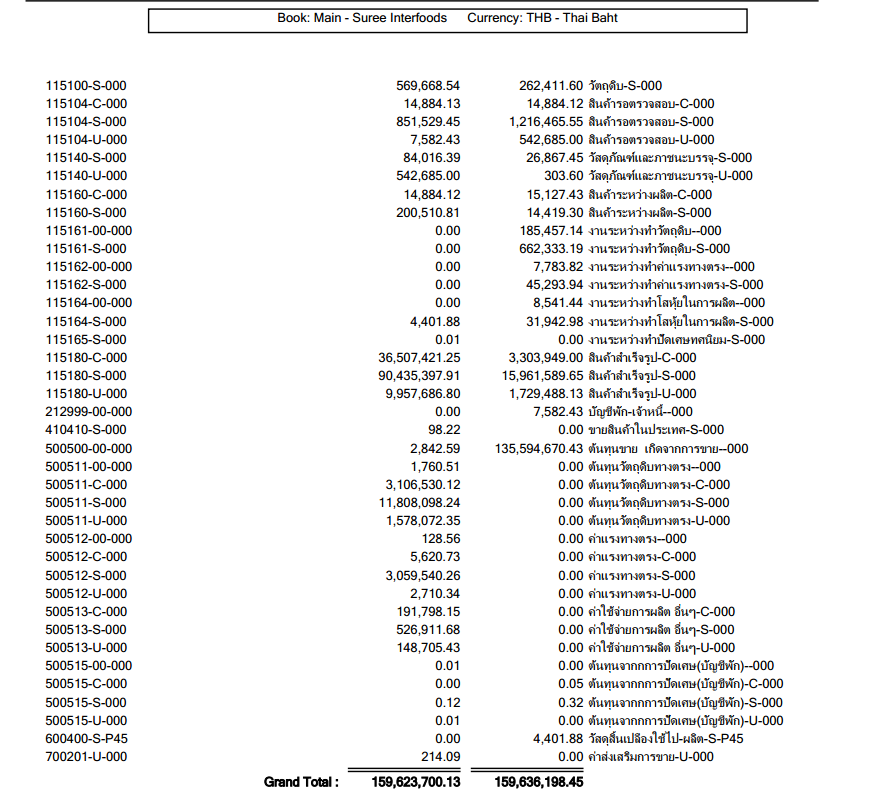 Book: Main - Suree Interfoods Currency: THB - Thai Baht
115100-S-000 569,668.54 262,411.60 วัตถุดิบ-S-000
115104-C-000 14,884.13 14,884.12 สินค้ารอตรวจสอบ-C-000
115104-S-000 851,529.45 1,216,465.55 สินค้ารอตรวจสอบ-S-000
115104-U-000 7,582.43 542,685.00 สินค้ารอตรวจสอบ-U-000
115140-S-000 84,016.39 26,867.45 วัสดุภัณฑ์และภาชนะบรรจุ-S-000
115140-U-000 542,685.00 303.60 วัสดุภัณฑ์และภาชนะบรรจุ-U-000
115160-C-000 14,884.12 15,127.43 สินค้าระหว่างผลิต-C-000
115160-S-000 200,510.81 14,419.30 สินค้าระหว่างผลิต-S-000
115161-00-000 0.00 185,457.14 งานระหว่างทำวัตถุดิบ--000
115161-S-000 0.00 662,333.19 งานระหว่างทำวัตถุดิบ-S-000
115162-00-000 0.00 7,783.82 งานระหว่างทำค่าแรงทางตรง--000
115162-S-000 0.00 45,293.94 งานระหว่างทำค่าแรงทางตรง-S-000
115164-00-000 0.00 8,541.44 งานระหว่างทำโสหุ้ยในการผลิต--000
115164-S-000 4,401.88 31,942.98 งานระหว่างทำโสหุ้ยในการผลิต-S-000
115165-S-000 0.01 0.00 งานระหว่างทำปัดเศษทศนิยม-S-000
115180-C-000 36,507,421.25 3,303,949.00 สินค้าสำเร็จรูป-C-000
115180-S-000 90,435,397.91 15,961,589.65 สินค้าสำเร็จรูป-S-000
115180-U-000 9,957,686.80 1,729,488.13 สินค้าสำเร็จรูป-U-000
212999-00-000 0.00 7,582.43 บัญชีพัก-เจ้าหนี้--000
410410-S-000 98.22 0.00 ขายสินค้าในประเทศ-S-000
500500-00-000 2,842.59 135,594,670.43 ต้นทุนขาย เกิดจากการขาย--000
500511-00-000 1,760.51 0.00 ต้นทุนวัตถุดิบทางตรง--000
500511-C-000 3,106,530.12 0.00 ต้นทุนวัตถุดิบทางตรง-C-000
500511-S-000 11,808,098.24 0.00 ต้นทุนวัตถุดิบทางตรง-S-000
500511-U-000 1,578,072.35 0.00 ต้นทุนวัตถุดิบทางตรง-U-000
500512-00-000 128.56 0.00 ค่าแรงทางตรง--000
500512-C-000 5,620.73 0.00 ค่าแรงทางตรง-C-000
500512-S-000 3,059,540.26 0.00 ค่าแรงทางตรง-S-000
500512-U-000 2,710.34 0.00 ค่าแรงทางตรง-U-000
500513-C-000 191,798.15 0.00 ค่าใช้จ่ายการผลิต อื่นๆ-C-000
500513-S-000 526,911.68 0.00 ค่าใช้จ่ายการผลิต อื่นๆ-S-000
500513-U-000 148,705.43 0.00 ค่าใช้จ่ายการผลิต อื่นๆ-U-000
500515-00-000 0.01 0.00 ต้นทุนจากกการปัดเศษ(บัญชีพัก)--000
500515-C-000 0.00 0.05 ต้นทุนจากกการปัดเศษ(บัญชีพัก)-C-000
500515-S-000 0.12 0.32 ต้นทุนจากกการปัดเศษ(บัญชีพัก)-S-000
500515-U-000 0.01 0.00 ต้นทุนจากกการปัดเศษ(บัญชีพัก)-U-000
600400-S-P45 0.00 4,401.88 วัสดุสิ้นเปลืองใช้ไป-ผลิต-S-P45
700201-U-000 214.09 0.00 ค่าส่งเสริมการขาย-U-000
Grand Total : 159,623,700.13 159,636,198.45